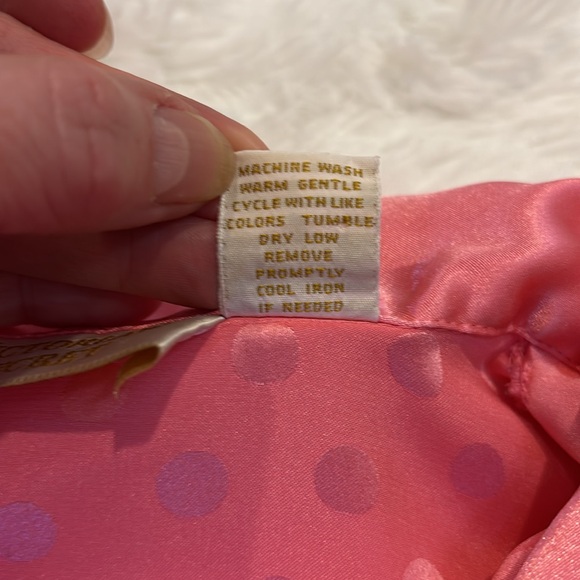 MACHINE WASH
WARM GENTLE
CYCLE WITH LIKE
COLORS TUMBLE
DRY LOW
REMOVE
PROMPTLY
COOL IRON
IF NEEDED